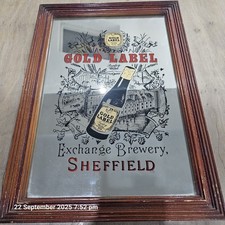 GOLD LABEL
GOLD
LABEL
Exchange Brewery,
SHEFFIELD
22 September 2025 7:52 pm